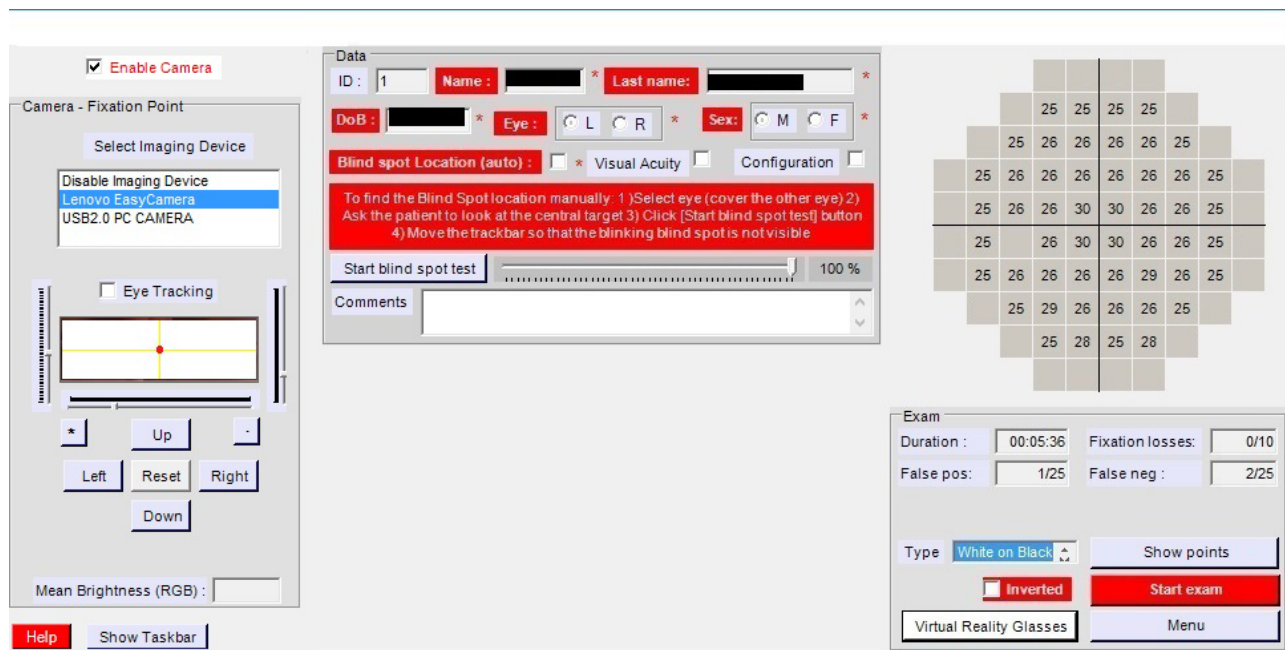 Enable Camera
Camera - Fixation Point
Select Imaging Device
Disable Imaging Device
Lenovo EasyCamera
USB2.0 PC CAMERA
Eye Tracking
* Up -
Left Reset Right
Down
Mean Brightness (RGB) :
Help Show Taskbar
Data
ID : 1 Name : * Last name: *
DoB : * Eye : L R * Sex: M F *
Blind spot Location (auto) : * Visual Acuity Configuration
To find the Blind Spot location manually: 1 )Select eye (cover the other eye) 2)
Ask the patient to look at the central target 3) Click [Start blind spot test] button
4) Move the trackbar so that the blinking blind spot is not visible
Start blind spot test 100 %
Comments
25 25 25 25
25 26 26 26 26 25
25 26 26 26 26 26 26 25
25 26 26 30 30 26 26 25
25 26 30 30 26 26 25
25 26 26 26 26 29 26 25
25 29 26 26 26 25
25 28 25 28
Exam
Duration : 00:05:36 Fixation losses: 0/10
False pos: 1/25 False neg : 2/25
Type White on Black Show points
Inverted Start exam
Virtual Reality Glasses Menu